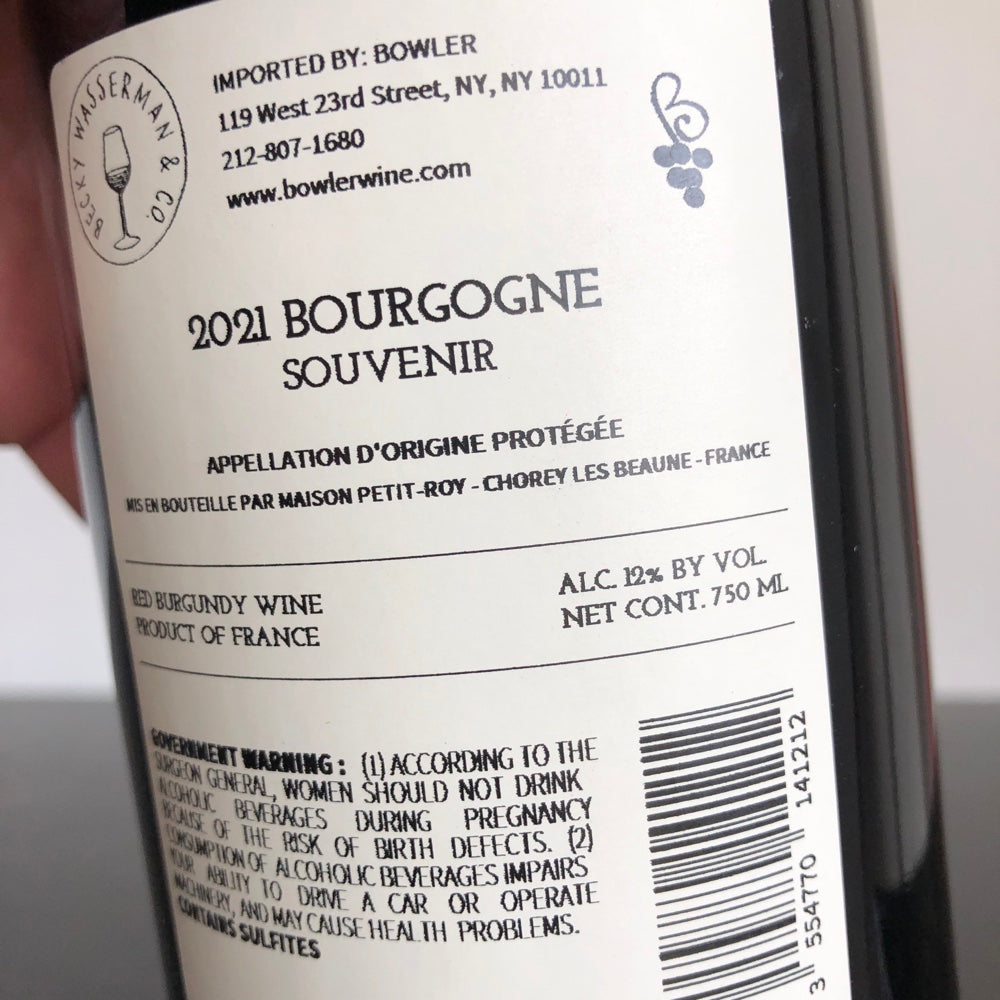 BECKY WASSERMAN & CO.
IMPORTED BY: BOWLER
119 West 23rd Street, NY, NY 10011
212-807-1680
www.bowlerwine.com
B
2021 BOURGOGNE
SOUVENIR
APPELLATION D'ORIGINE PROTÉGÉE
MIS EN BOUTEILLE PAR MAISON PETIT-ROY - CHOREY LES BEAUNE - FRANCE
RED BURGUNDY WINE
PRODUCT OF FRANCE
ALC. 12% BY VOL.
NET CONT. 750 ML
GOVERNMENT WARNING : (1) ACCORDING TO THE
SURGEON GENERAL, WOMEN SHOULD NOT DRINK
ALCOHOLIC BEVERAGES DURING PREGNANCY
BECAUSE OF THE RISK OF BIRTH DEFECTS. (2)
CONSUMPTION OF ALCOHOLIC BEVERAGES IMPAIRS
YOUR ABILITY TO DRIVE A CAR OR OPERATE
MACHINERY, AND MAY CAUSE HEALTH PROBLEMS.
CONTAINS SULFITES
3 554770 141212